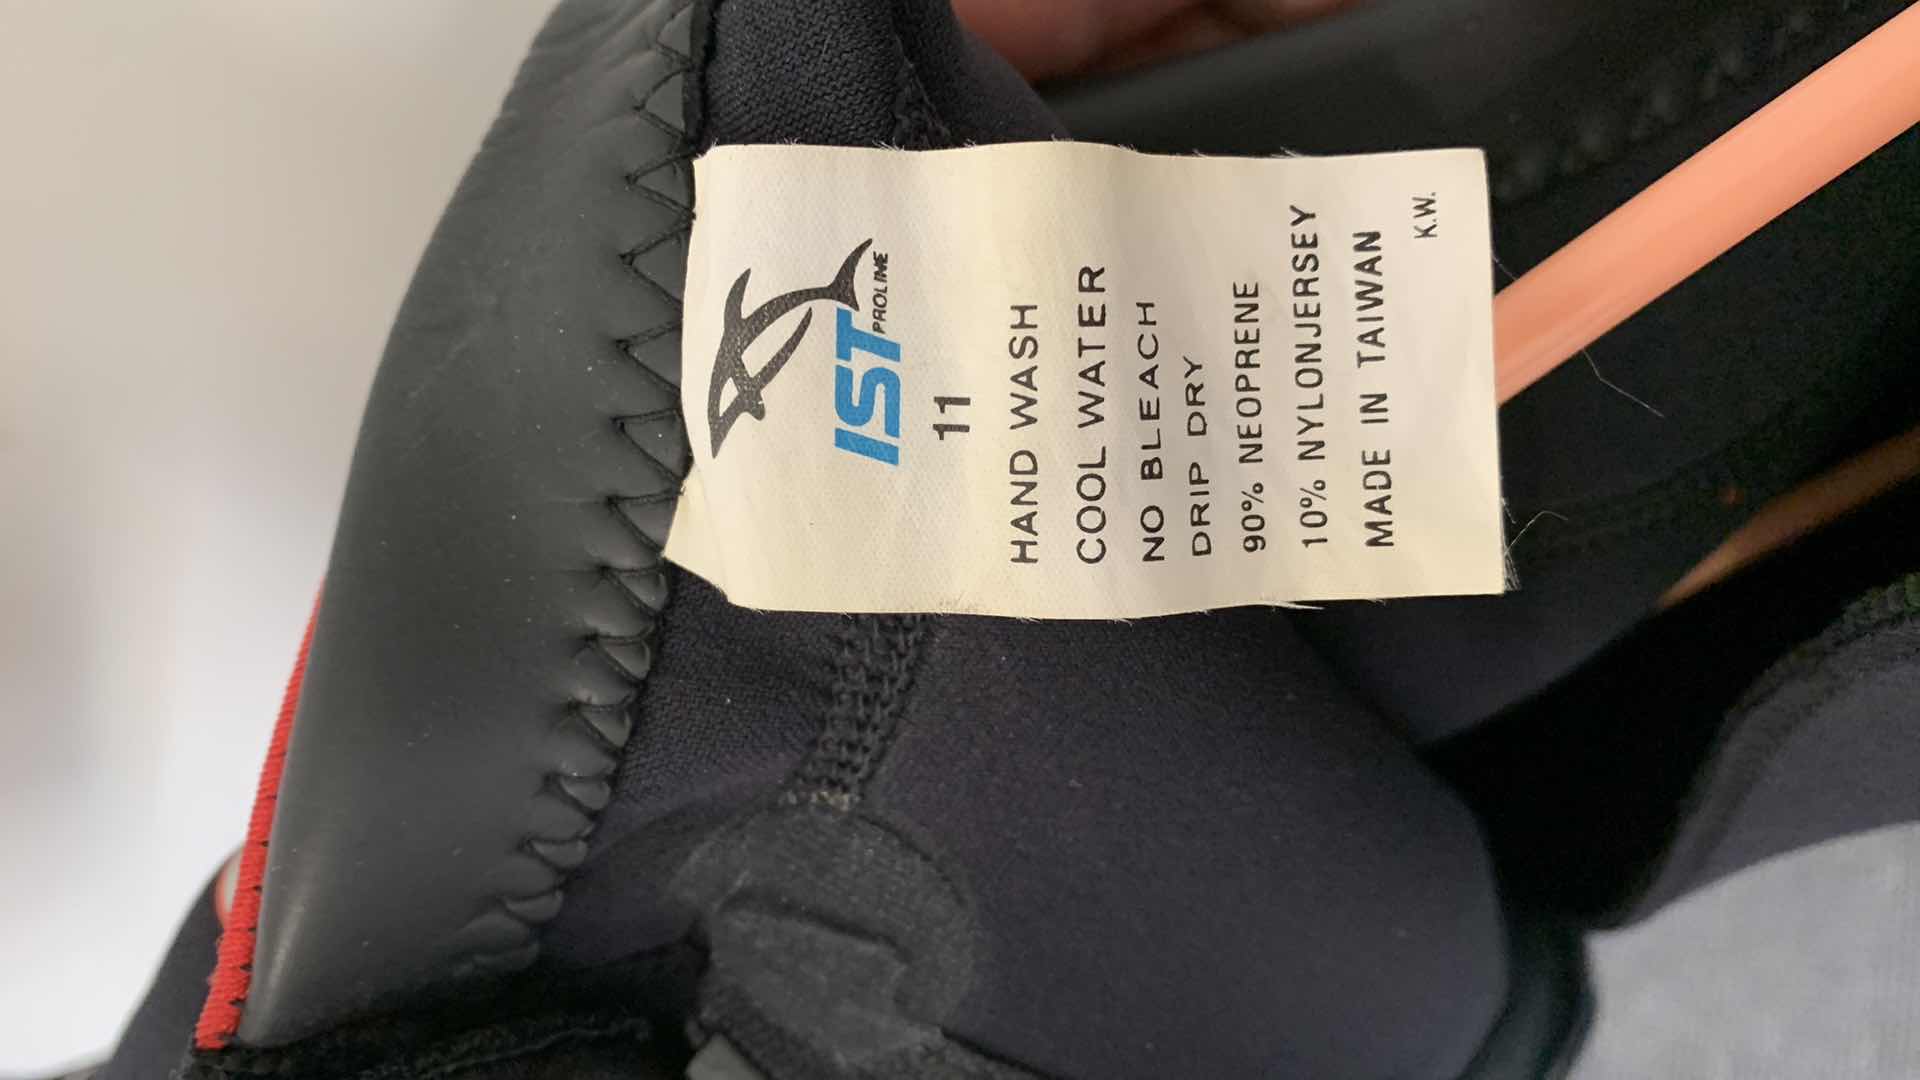 IST
PROLINE
11
HAND WASH
COOL WATER
NO BLEACH
DRIP DRY
90% NEOPRENE
10% NYLONJERSEY
MADE IN TAIWAN
K.W.